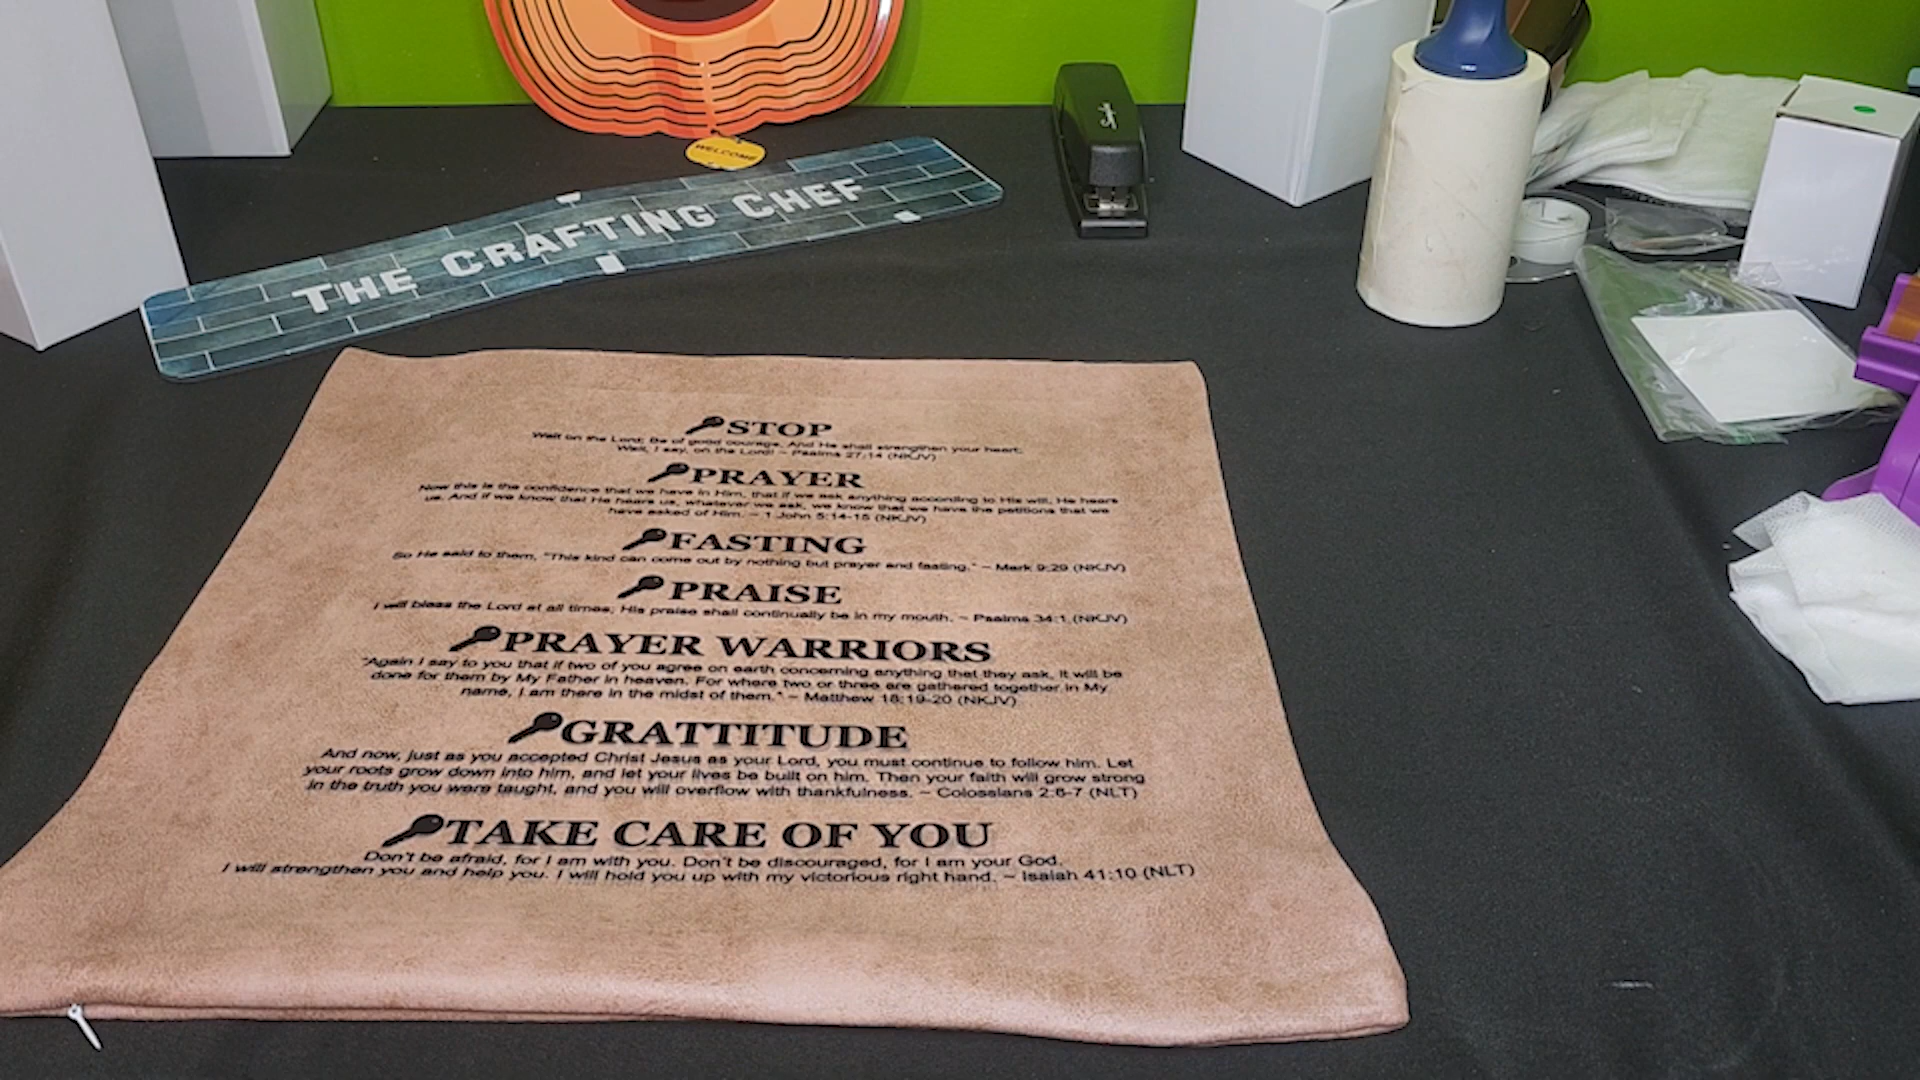 WELCOME
THE CRAFTING CHEF
STOP
Wait on the Lord; Be of good courage, And He shall strengthen your heart;
Wait, I say, on the Lord! ~ Psalms 27:14 (NKJV)
PRAYER
Now this is the confidence that we have in Him, that if we ask anything according to His will, He hears
us. And if we know that He hears us, whatever we ask, we know that we have the petitions that we
have asked of Him. ~ 1 John 5:14-15 (NKJV)
FASTING
So He said to them, "This kind can come out by nothing but prayer and fasting." ~ Mark 9:29 (NKJV)
PRAISE
I will bless the Lord at all times; His praise shall continually be in my mouth. ~ Psalms 34:1 (NKJV)
PRAYER WARRIORS
"Again I say to you that if two of you agree on earth concerning anything that they ask, it will be
done for them by My Father in heaven. For where two or three are gathered together in My
name, I am there in the midst of them." ~ Matthew 18:19-20 (NKJV)
GRATTITUDE
And now, just as you accepted Christ Jesus as your Lord, you must continue to follow him. Let
your roots grow down into him, and let your lives be built on him. Then your faith will grow strong
in the truth you were taught, and you will overflow with thankfulness. ~ Colossians 2:6-7 (NLT)
TAKE CARE OF YOU
Don't be afraid, for I am with you. Don't be discouraged, for I am your God.
I will strengthen you and help you. I will hold you up with my victorious right hand. ~ Isaiah 41:10 (NLT)